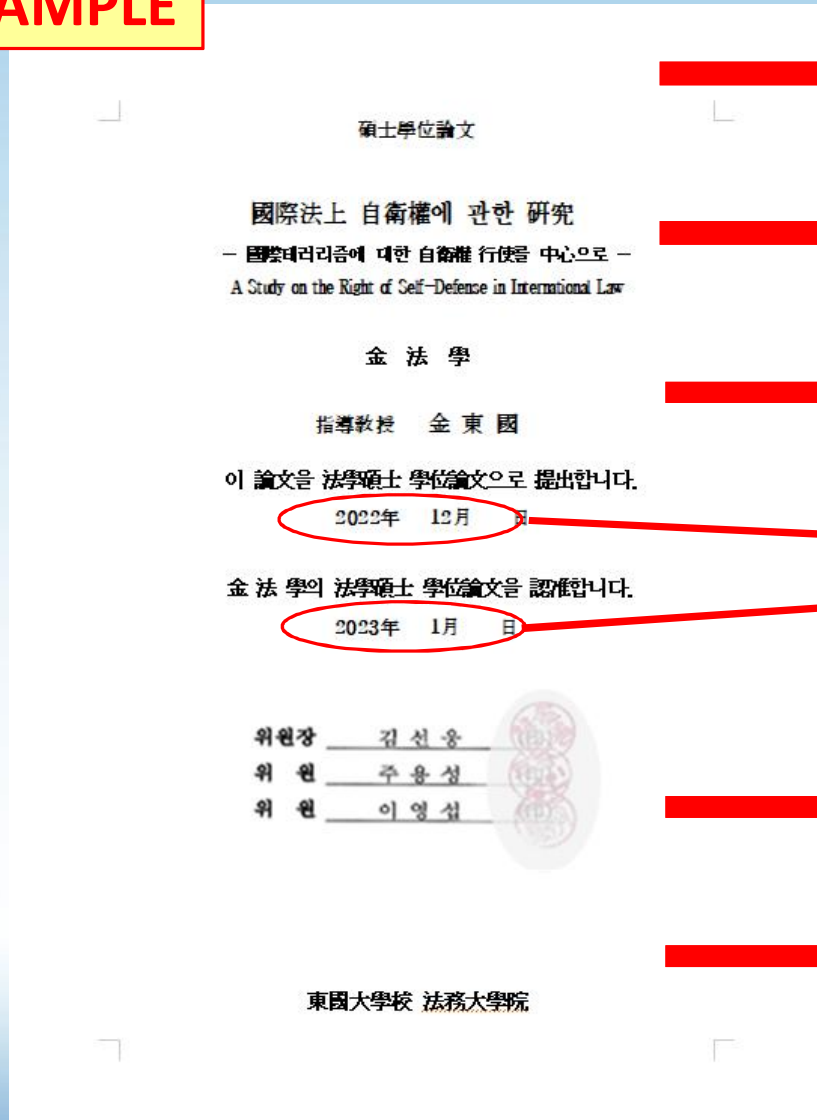 AMPLE
碩士學位論文
國際法上 自衛權에 관한 硏究
- 國際테러리즘에 대한 自衛權 行使를 中心으로 -
A Study on the Right of Self-Defense in International Law
金 法 學
指導敎授 金 東 國
이 論文을 法學碩士 學位論文으로 提出합니다.
2022年 12月 日
金 法 學의 法學碩士 學位論文을 認准합니다.
2023年 1月 日
위원장 김 선 웅
위 원 주 용 성
위 원 이 영 섭
東國大學校 法務大學院